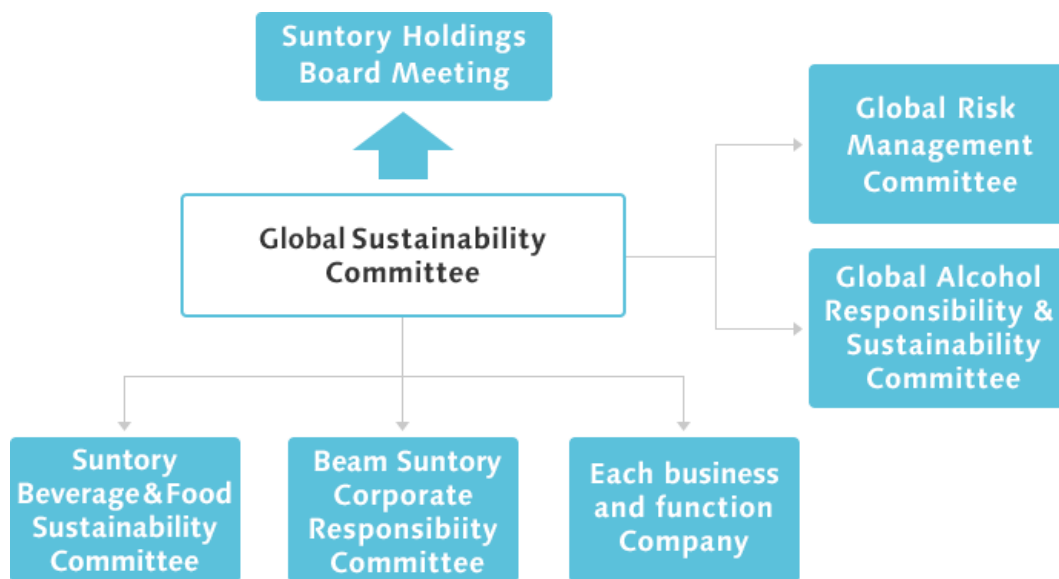 Suntory Holdings
Board Meeting
Global Risk
Management
Committee
Global Sustainability
Committee
Global Alcohol
Responsibility &
Sustainability
Committee
Suntory
Beverage&Food
Sustainability
Committee
Beam Suntory
Corporate
Responsibiity
Committee
Each business
and function
Company